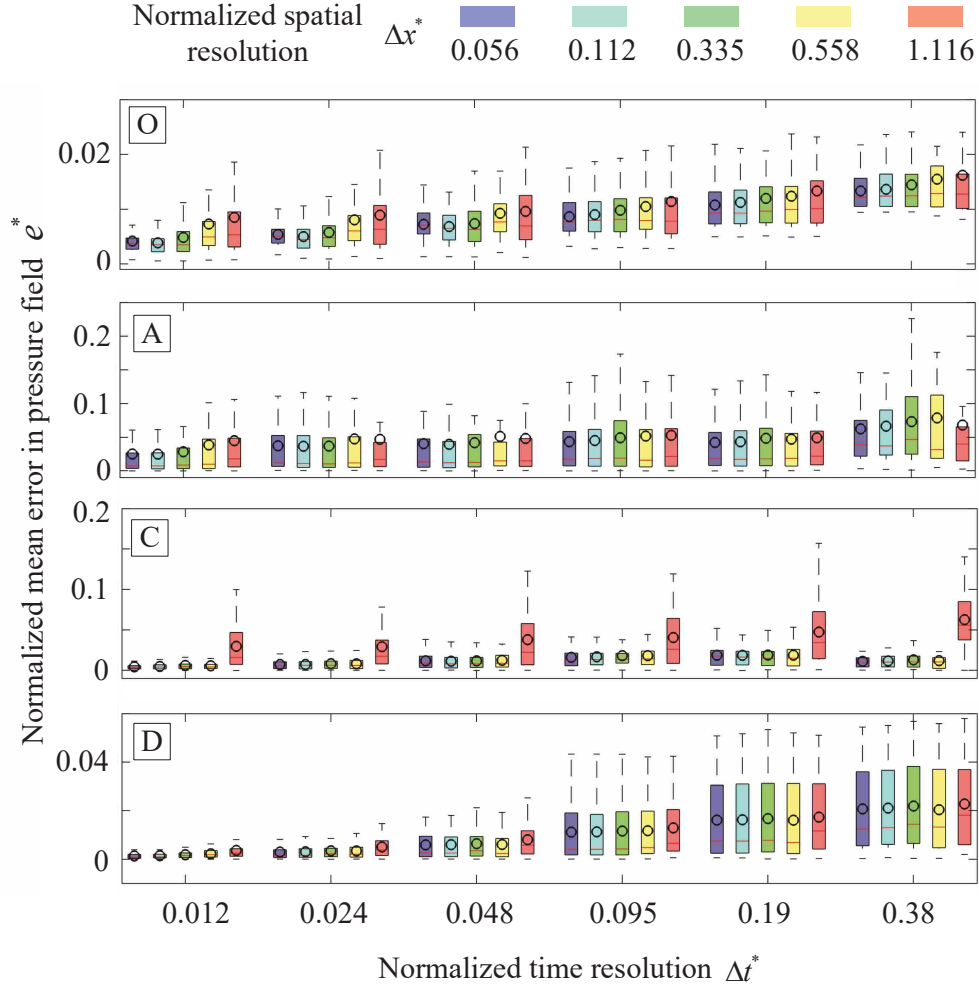 Normalized spatial
resolution
Δx*
0.056 0.112 0.335 0.558 1.116
Normalized mean error in pressure field e*
O
0.02
0
A
0.2
0.1
0
C
0.2
0.1
0
D
0.04
0
0.012 0.024 0.048 0.095 0.19 0.38
Normalized time resolution Δt*